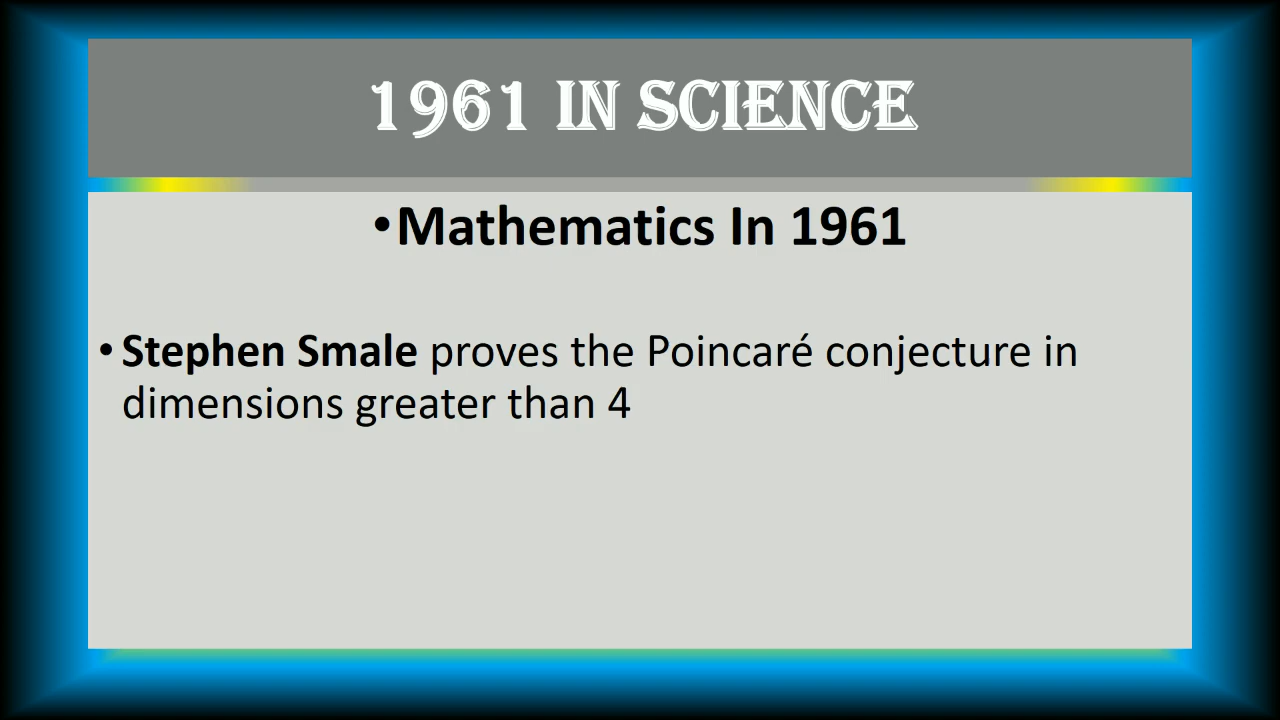 1961 IN SCIENCE
•Mathematics In 1961
• Stephen Smale proves the Poincaré conjecture in
dimensions greater than 4